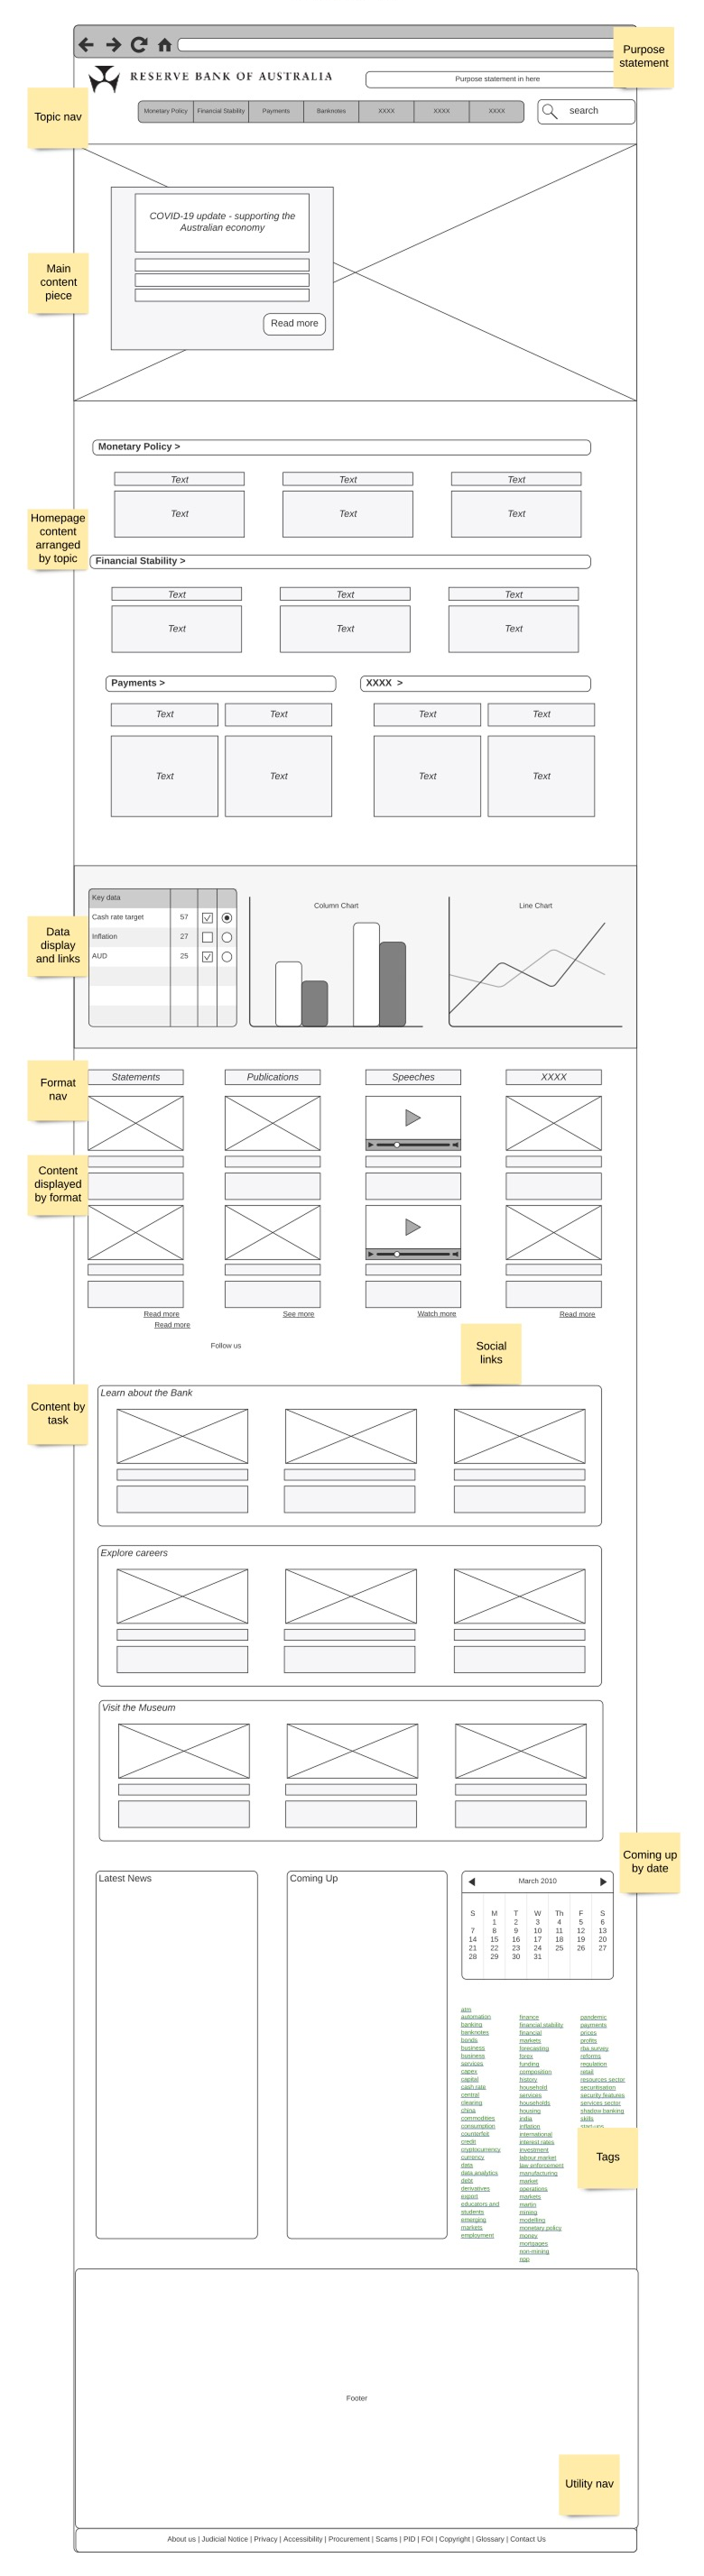 Purpose
statement
RESERVE BANK OF AUSTRALIA
Purpose statement in here
Topic nav
Monetary Policy
Financial Stability
Payments
Banknotes
XXXX
XXXX
XXXX
search
COVID-19 update - supporting the
Australian economy
Main
content
piece
Read more
Monetary Policy >
Text
Text
Text
Text
Text
Text
Homepage
content
arranged
by topic
Financial Stability >
Text
Text
Text
Text
Text
Text
Payments >
XXXX >
Text
Text
Text
Text
Text
Text
Text
Text
Data
display
and links
Key data
Cash rate target 57
Inflation 27
AUD 25
Column Chart
Line Chart
Format
nav
Statements
Publications
Speeches
XXXX
Content
displayed
by format
Read more
See more
Watch more
Read more
Read more
Follow us
Social
links
Content by
task
Learn about the Bank
Explore careers
Visit the Museum
Coming up
by date
Latest News
Coming Up
March 2010
S M T W Th F S
1 2 3 4 5 6
7 8 9 10 11 12 13
14 15 16 17 18 19 20
21 22 23 24 25 26 27
28 29 30 31
atm
automation
banking
banknotes
bonds
business
business
services
capex
capital
cash rate
central
clearing
china
commodities
consumption
counterfeit
credit
cryptocurrency
currency
data
data analytics
debt
derivatives
export
educators and
students
emerging
markets
employment
finance
financial stability
financial
markets
forecasting
forex
funding
composition
history
household
services
households
housing
india
inflation
international
interest rates
investment
labour market
law enforcement
manufacturing
market
operations
markets
martin
mining
modelling
monetary policy
money
mortgages
non-mining
npp
pandemic
payments
prices
profits
rba survey
reforms
regulation
retail
resources sector
securitisation
security features
services sector
shadow banking
skills
start-ups
Tags
Footer
Utility nav
About us | Judicial Notice | Privacy | Accessibility | Procurement | Scams | PID | FOI | Copyright | Glossary | Contact Us